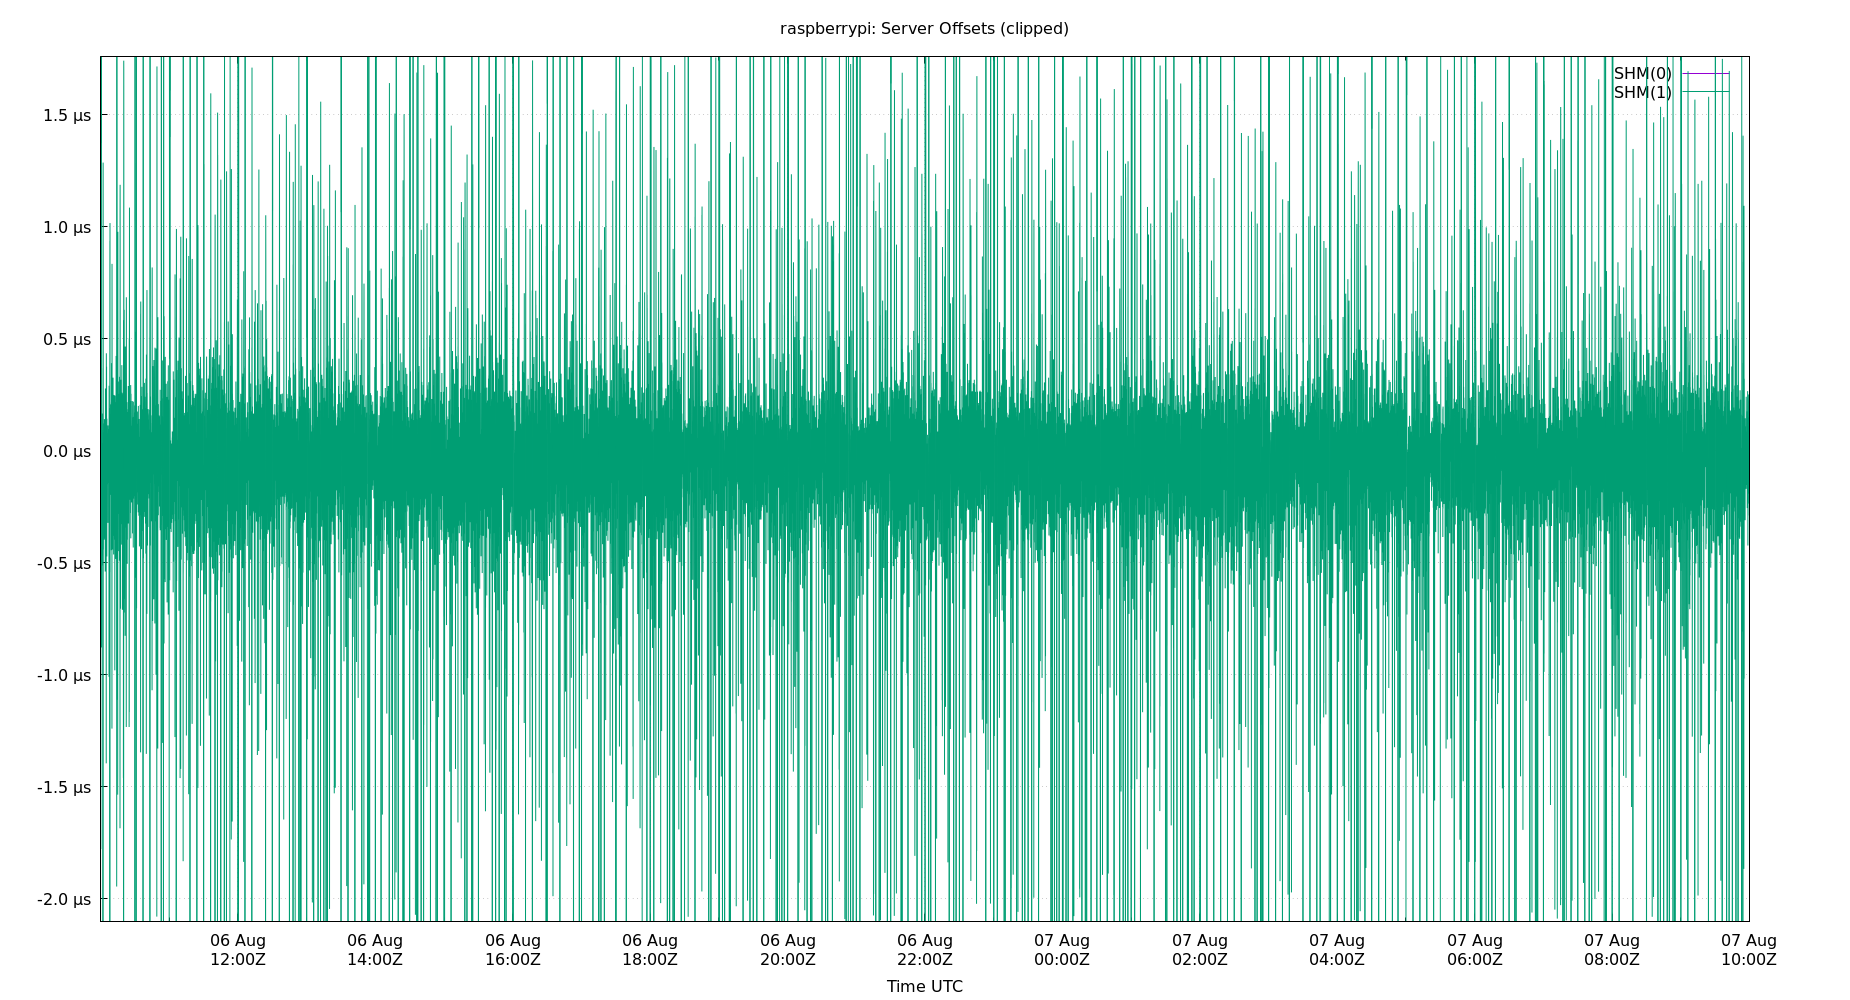 raspberrypi: Server Offsets (clipped)
SHM(0)
SHM(1)
1.5 µs
1.0 µs
0.5 µs
0.0 µs
-0.5 µs
-1.0 µs
-1.5 µs
-2.0 µs
06 Aug 06 Aug 06 Aug 06 Aug 06 Aug 06 Aug 07 Aug 07 Aug 07 Aug 07 Aug 07 Aug 07 Aug
12:00Z 14:00Z 16:00Z 18:00Z 20:00Z 22:00Z 00:00Z 02:00Z 04:00Z 06:00Z 08:00Z 10:00Z
Time UTC